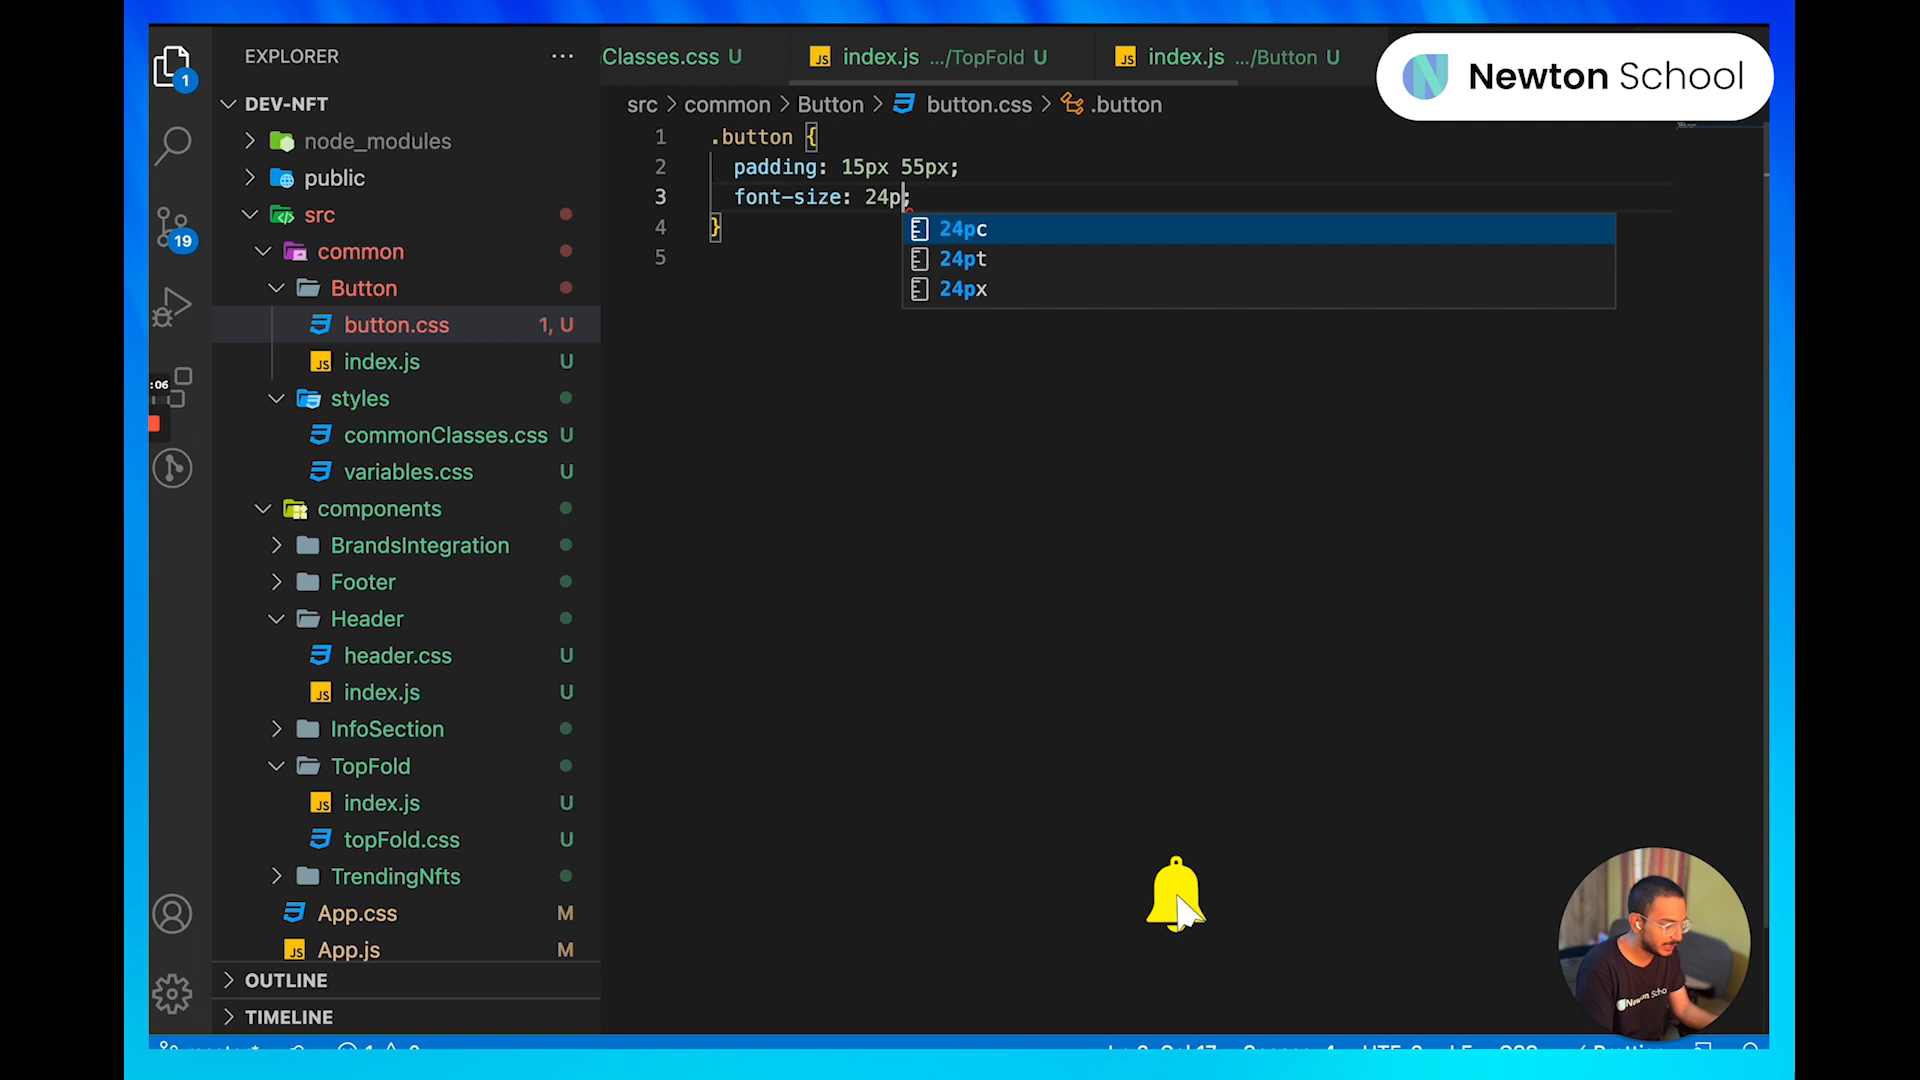 EXPLORER
Classes.css U
index.js .../TopFold U
index.js .../Button U
Newton School
1
DEV-NFT
src > common > Button > button.css > .button
node_modules
public
src
common
Button
button.css 1, U
index.js U
styles
commonClasses.css U
variables.css U
components
BrandsIntegration
Footer
Header
header.css U
index.js U
InfoSection
TopFold
index.js U
topFold.css U
TrendingNfts
App.css M
App.js M
OUTLINE
TIMELINE
19
:06
1 .button {
2 padding: 15px 55px;
3 font-size: 24p;
4 }
5
24pc
24pt
24px